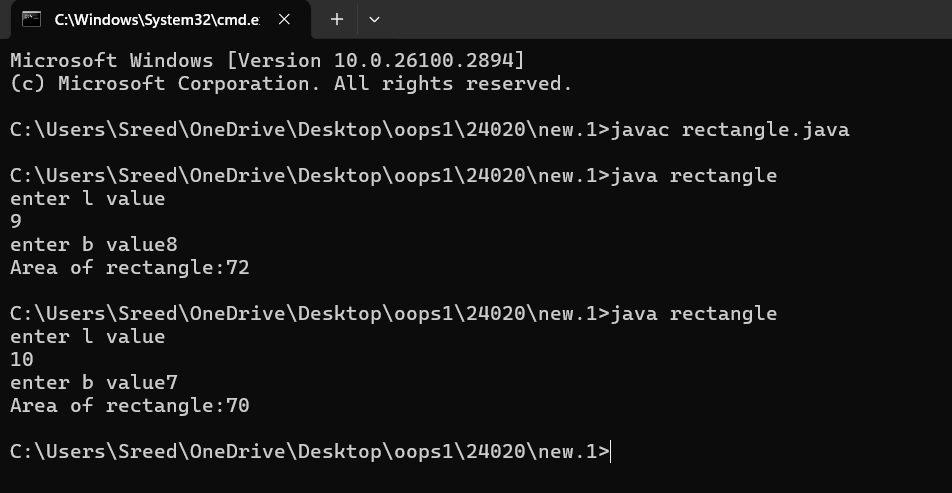 C:\Windows\System32\cmd.e
Microsoft Windows [Version 10.0.26100.2894]
(c) Microsoft Corporation. All rights reserved.
C:\Users\Sreed\OneDrive\Desktop\oops1\24020\new.1>javac rectangle.java
C:\Users\Sreed\OneDrive\Desktop\oops1\24020\new.1>java rectangle
enter l value
9
enter b value8
Area of rectangle:72
C:\Users\Sreed\OneDrive\Desktop\oops1\24020\new.1>java rectangle
enter l value
10
enter b value7
Area of rectangle:70
C:\Users\Sreed\OneDrive\Desktop\oops1\24020\new.1>